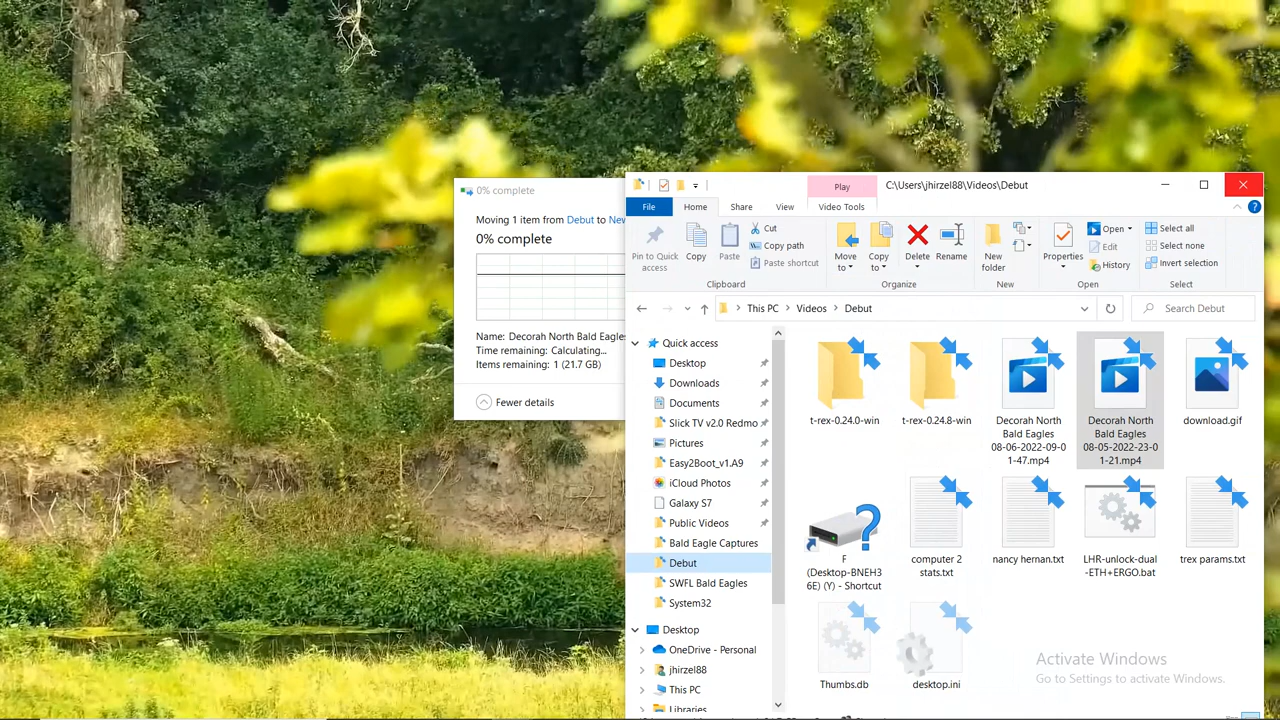 0% complete
Moving 1 item from Debut to New
0% complete
Name: Decorah North Bald Eagles
Time remaining: Calculating...
Items remaining: 1 (21.7 GB)
Fewer details
Play
C:\Users\jhirzel88\Videos\Debut
File
Home
Share
View
Video Tools
Pin to Quick
access
Copy
Paste
Cut
Copy path
Paste shortcut
Clipboard
Move
to
Copy
to
Delete
Rename
Organize
New
folder
New
Properties
Open
Edit
History
Open
Select all
Select none
Invert selection
This PC
Videos
Debut
Search Debut
Quick access
Desktop
Downloads
Documents
Slick TV v2.0 Redmo
Pictures
Easy2Boot_v1.A9
iCloud Photos
Galaxy S7
Public Videos
Bald Eagle Captures
Debut
SWFL Bald Eagles
System32
Desktop
OneDrive - Personal
jhirzel88
This PC
Libraries
t-rex-0.24.0-win
t-rex-0.24.8-win
Decorah North
Bald Eagles
08-06-2022-09-0
1-47.mp4
Decorah North
Bald Eagles
08-05-2022-23-0
1-21.mp4
download.gif
F
(Desktop-BNEH3
6E) (Y) - Shortcut
computer 2
stats.txt
nancy hernan.txt
LHR-unlock-dual
-ETH+ERGO.bat
trex params.txt
Thumbs.db
desktop.ini
Activate Windows
Go to Settings to activate Windows.